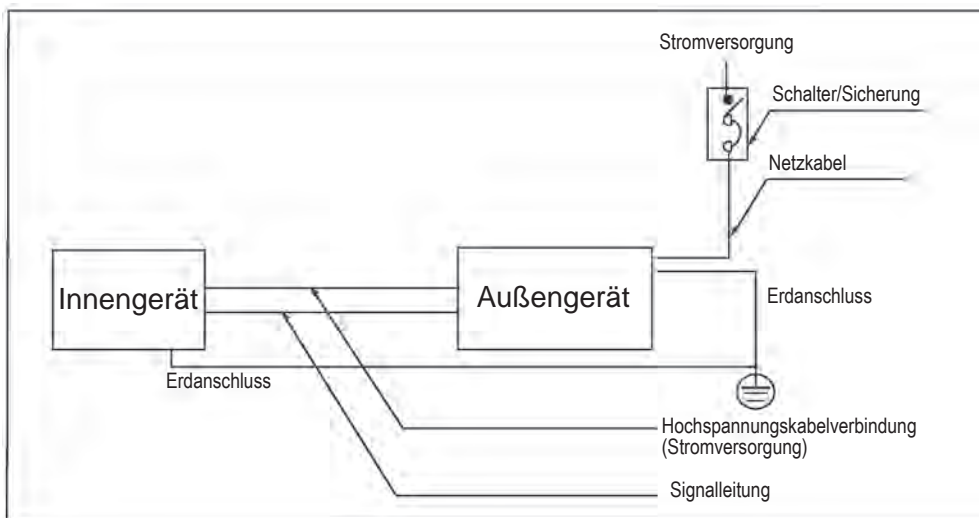 Stromversorgung
Schalter/Sicherung
Netzkabel
Innengerät
Außengerät
Erdanschluss
Erdanschluss
Hochspannungskabelverbindung
(Stromversorgung)
Signalleitung